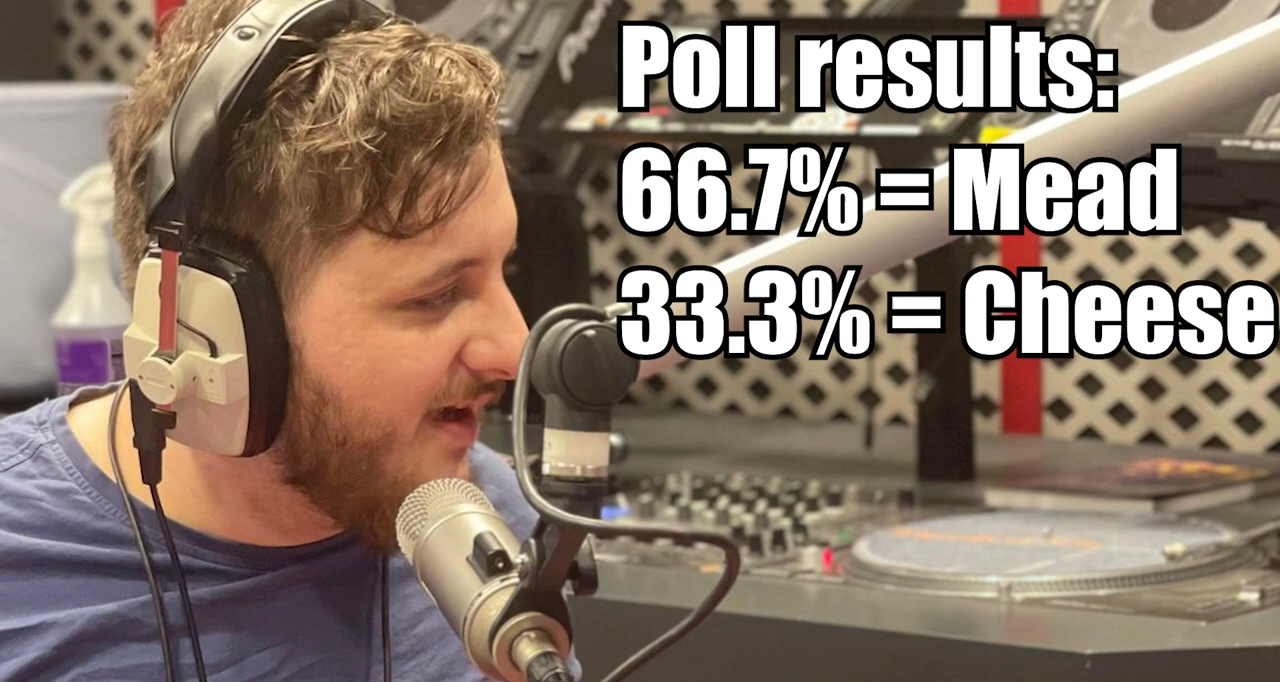 Poll results:
66.7% = Mead
33.3% = Cheese